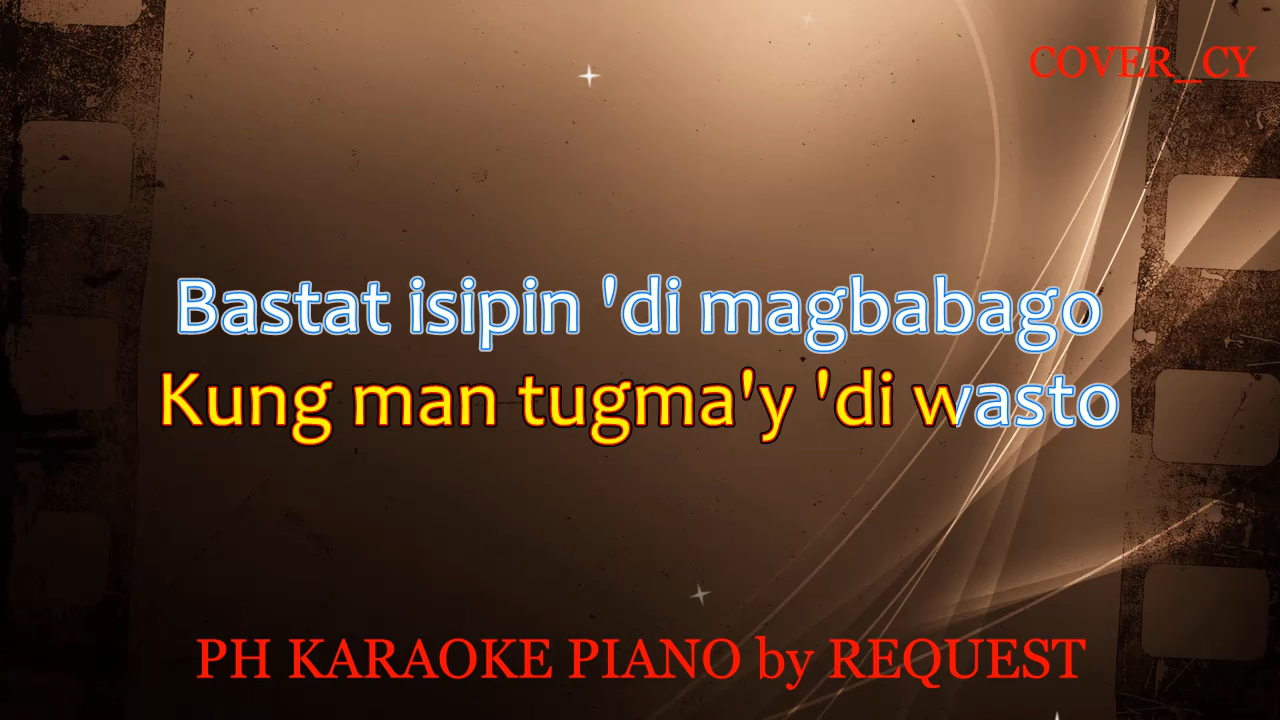 COVER_CY
Bastat isipin 'di magbabago
Kung man tugma'y 'di wasto
PH KARAOKE PIANO by REQUEST